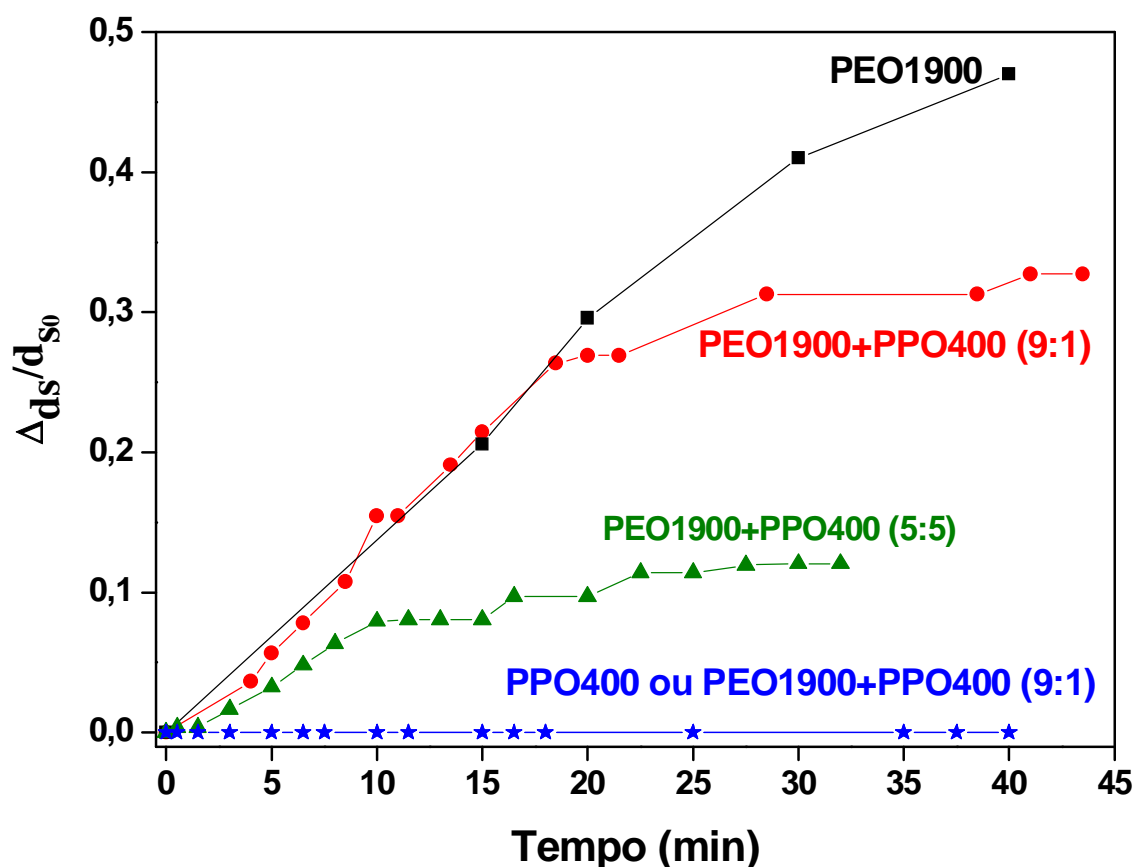 0,5
0,4
0,3
0,2
0,1
0,0
Δds/ds0
PEO1900
PEO1900+PPO400 (9:1)
PEO1900+PPO400 (5:5)
PPO400 ou PEO1900+PPO400 (9:1)
0 5 10 15 20 25 30 35 40 45
Tempo (min)